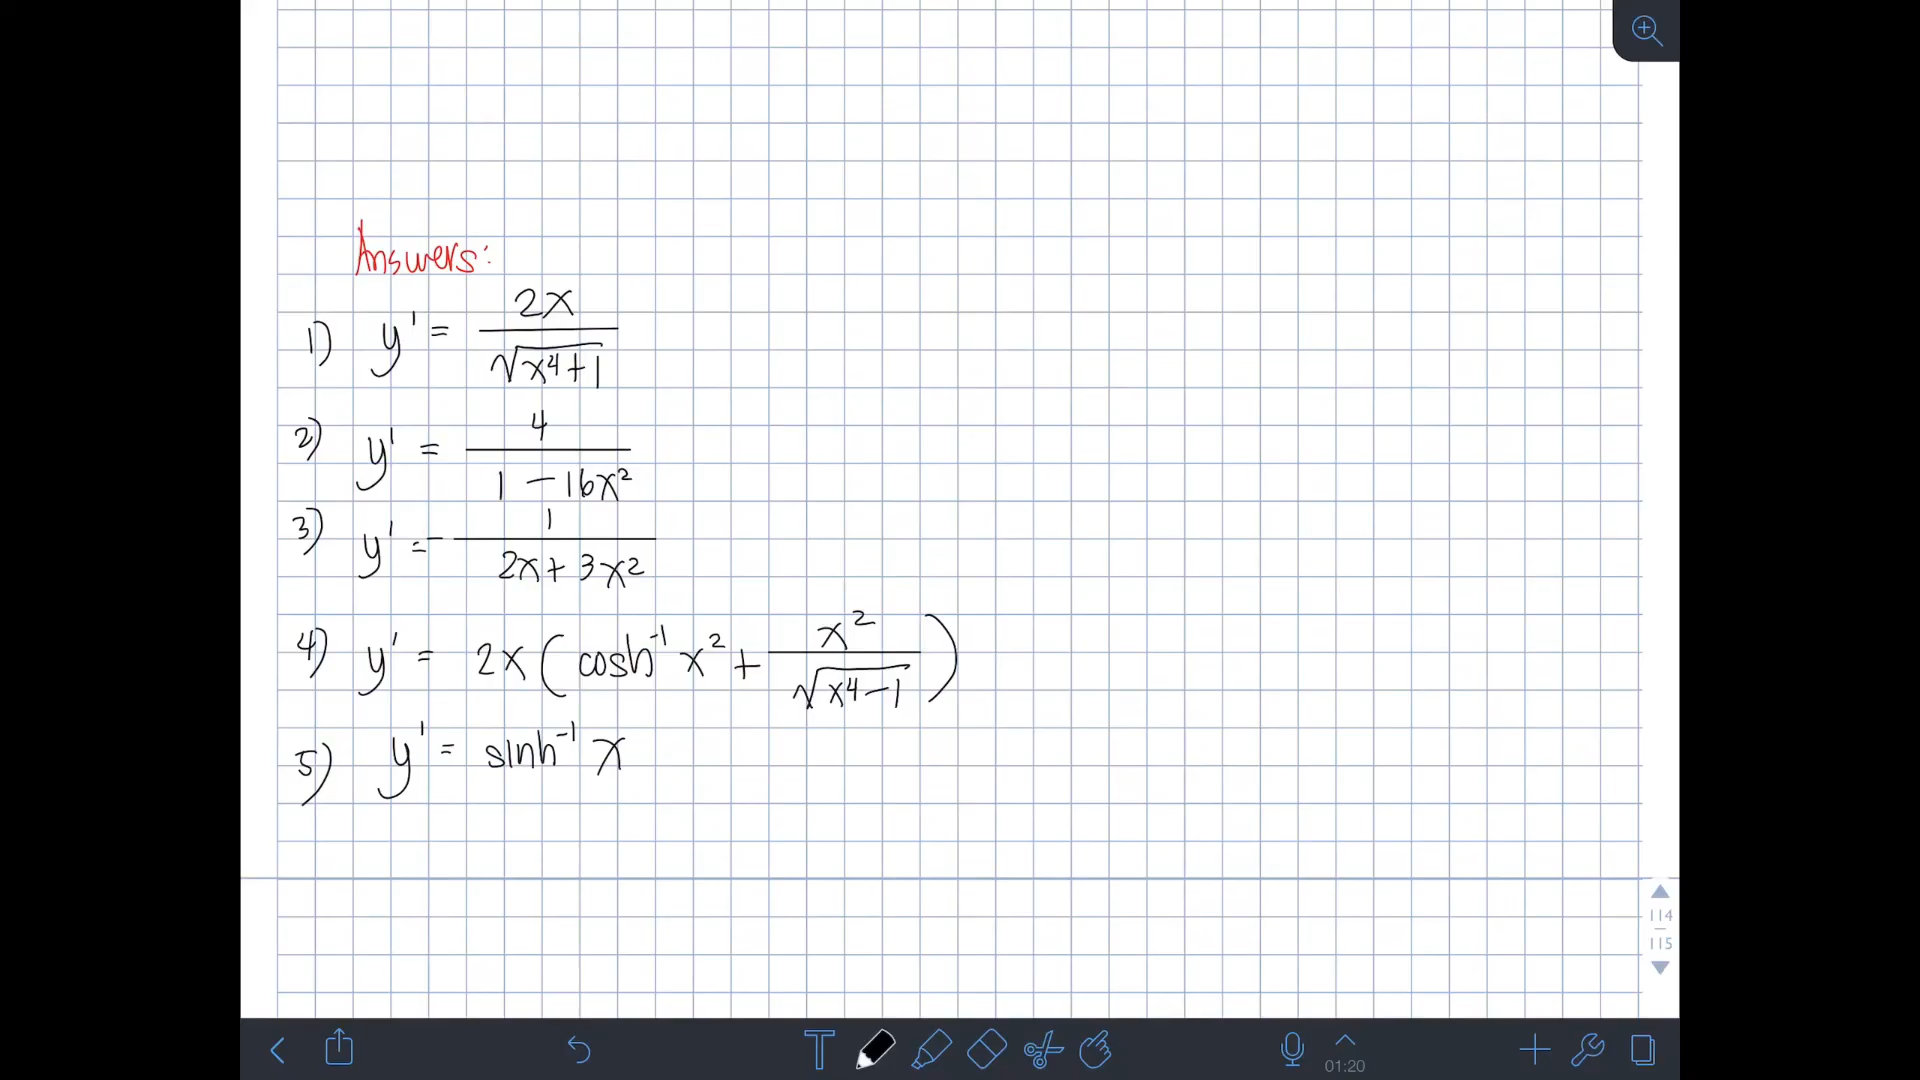 Answers:
1) y' = 2x / √(x⁴+1)
2) y' = 4 / (1 − 16x²)
3) y' = − 1 / (2x + 3x²)
4) y' = 2x ( cosh⁻¹ x² + x² / √(x⁴−1) )
5) y' = sinh⁻¹ x
114
115
T
01:20